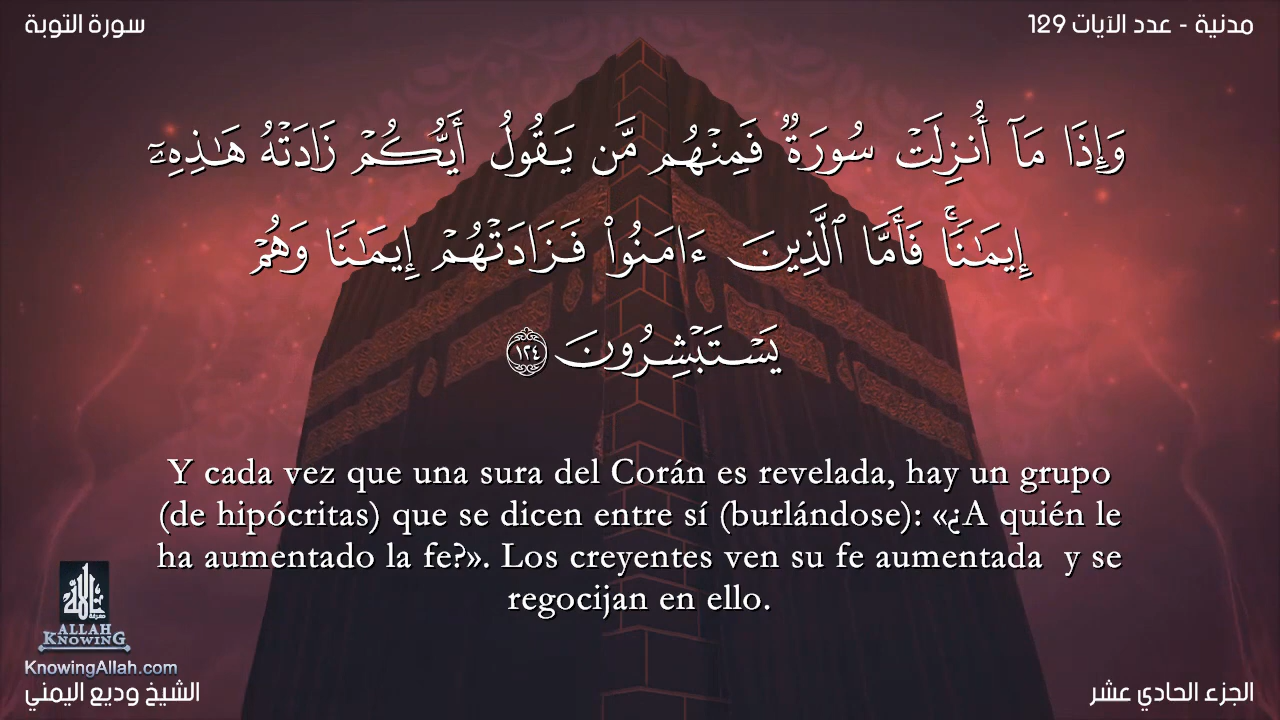 سورة التوبة
مدنية - عدد الآيات 129
وَإِذَا مَآ أُنزِلَتْ سُورَةٌ فَمِنْهُم مَّن يَقُولُ أَيُّكُمْ زَادَتْهُ هَٰذِهِۦٓ
إِيمَٰنًا ۚ فَأَمَّا ٱلَّذِينَ ءَامَنُوا۟ فَزَادَتْهُمْ إِيمَٰنًا وَهُمْ
يَسْتَبْشِرُونَ ١٢٤
Y cada vez que una sura del Corán es revelada, hay un grupo
(de hipócritas) que se dicen entre sí (burlándose): «¿A quién le
ha aumentado la fe?». Los creyentes ven su fe aumentada  y se
regocijan en ello.
ALLAH
KNOWING
KnowingAllah.com
الشيخ وديع اليمني
الجزء الحادي عشر